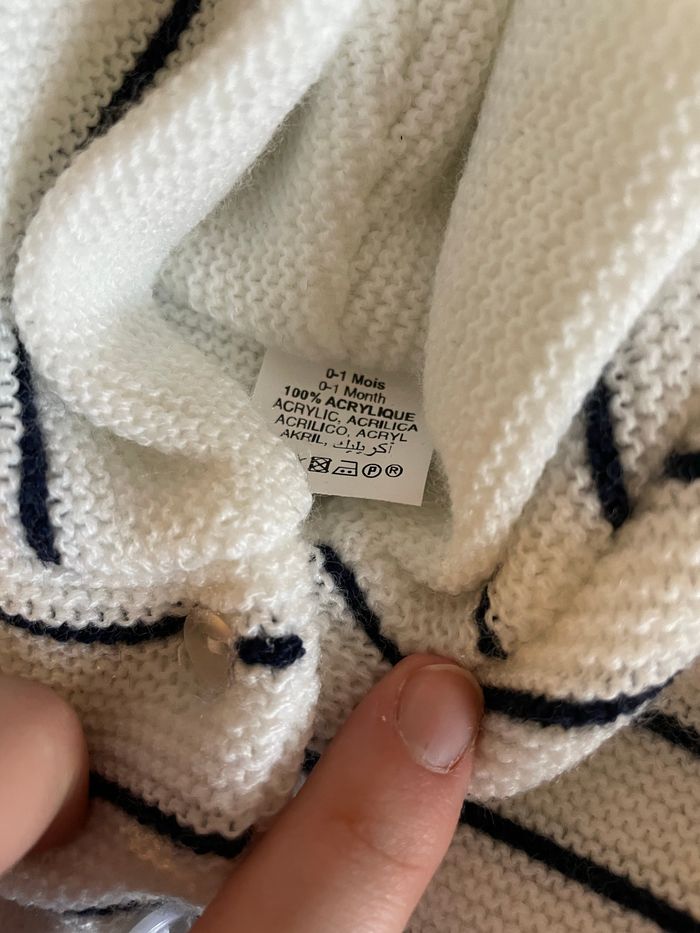 0-1 Mois
0-1 Month
100% ACRYLIQUE
ACRYLIC, ACRILICA
ACRILICO, ACRYL
AKRIL, أكريليك
P R